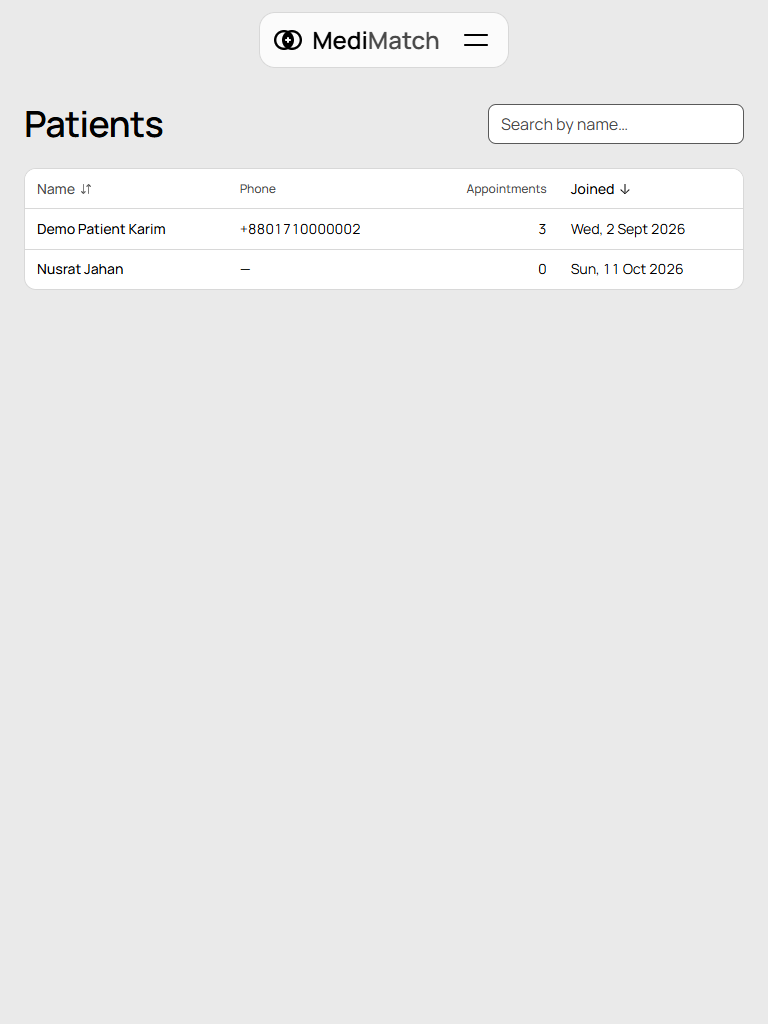 MediMatch
Patients
Search by name...
Name Phone Appointments Joined
Demo Patient Karim +8801710000002 3 Wed, 2 Sept 2026
Nusrat Jahan — 0 Sun, 11 Oct 2026